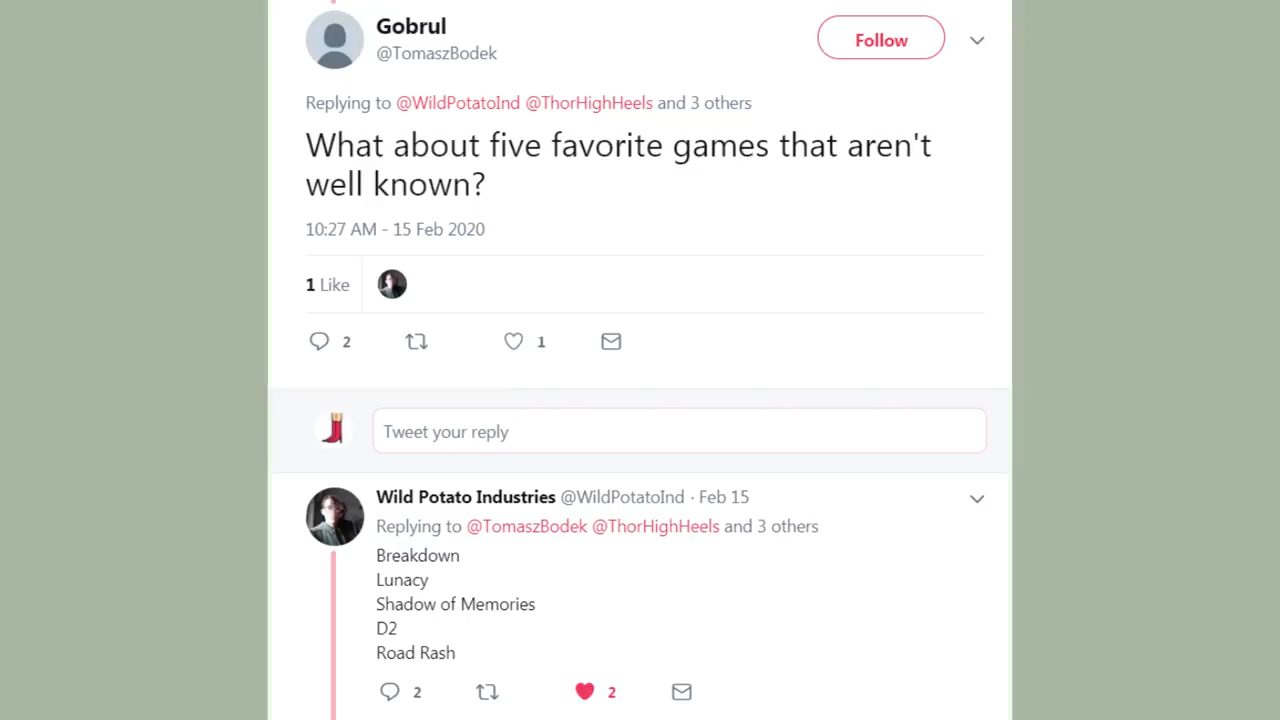 Gobrul
@TomaszBodek
Follow
Replying to @WildPotatoInd @ThorHighHeels and 3 others
What about five favorite games that aren't
well known?
10:27 AM - 15 Feb 2020
1 Like
2
1
Tweet your reply
Wild Potato Industries @WildPotatoInd · Feb 15
Replying to @TomaszBodek @ThorHighHeels and 3 others
Breakdown
Lunacy
Shadow of Memories
D2
Road Rash
2
2